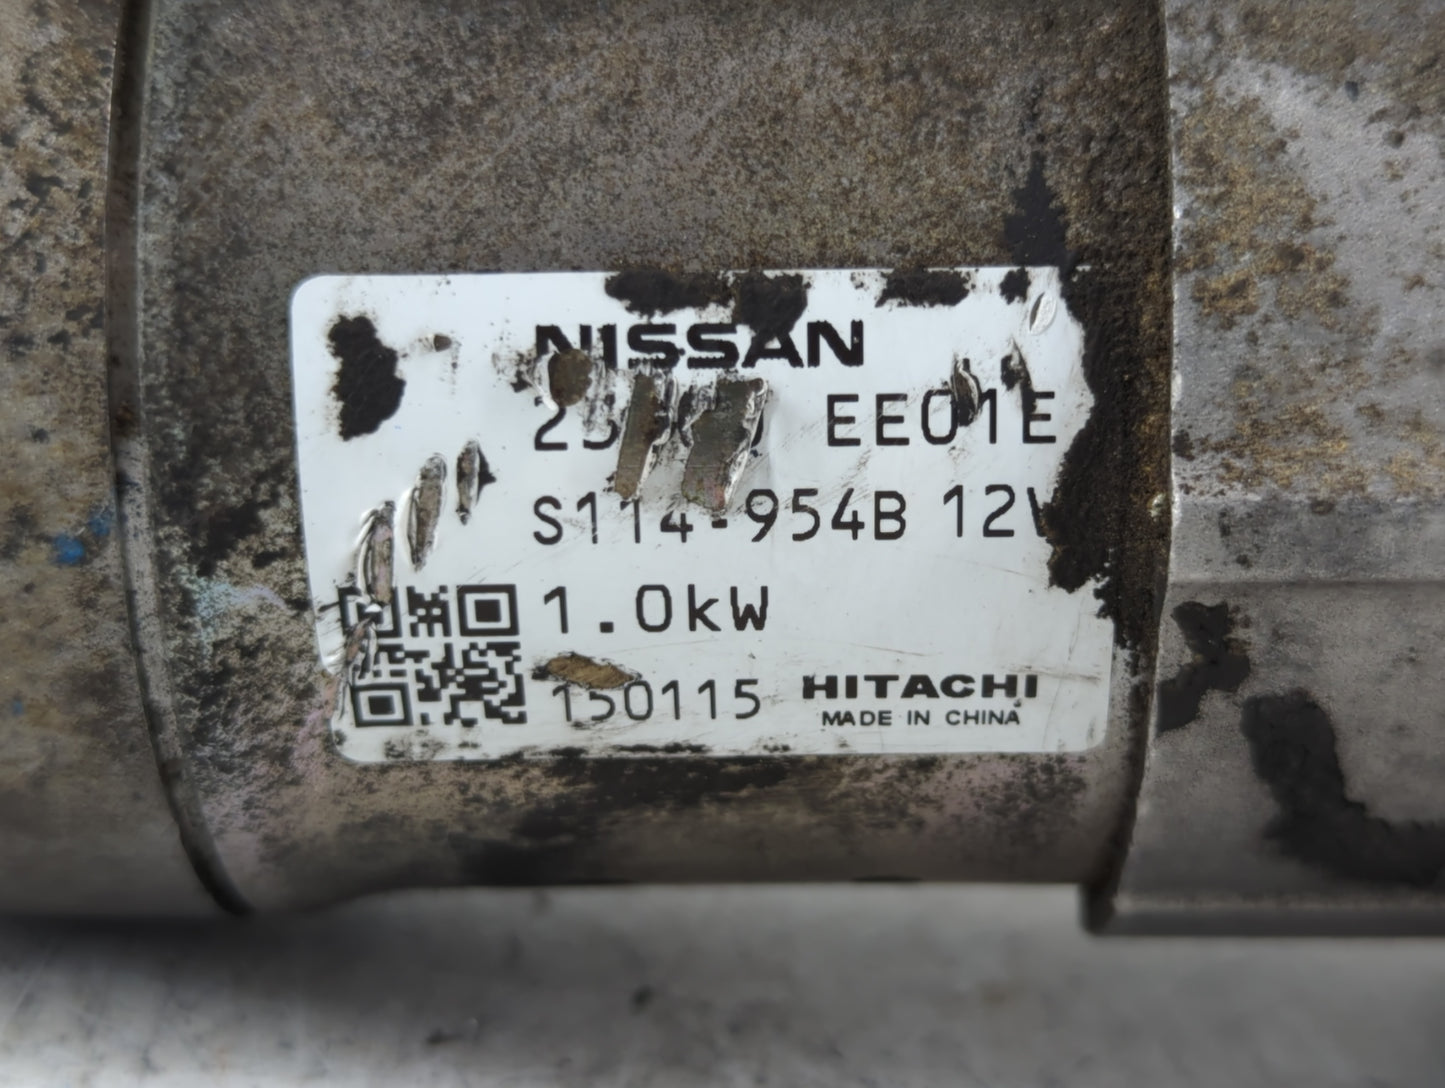 NISSAN
EE01E
S114-954B 12V
1.0kW
150115
HITACHI
MADE IN CHINA